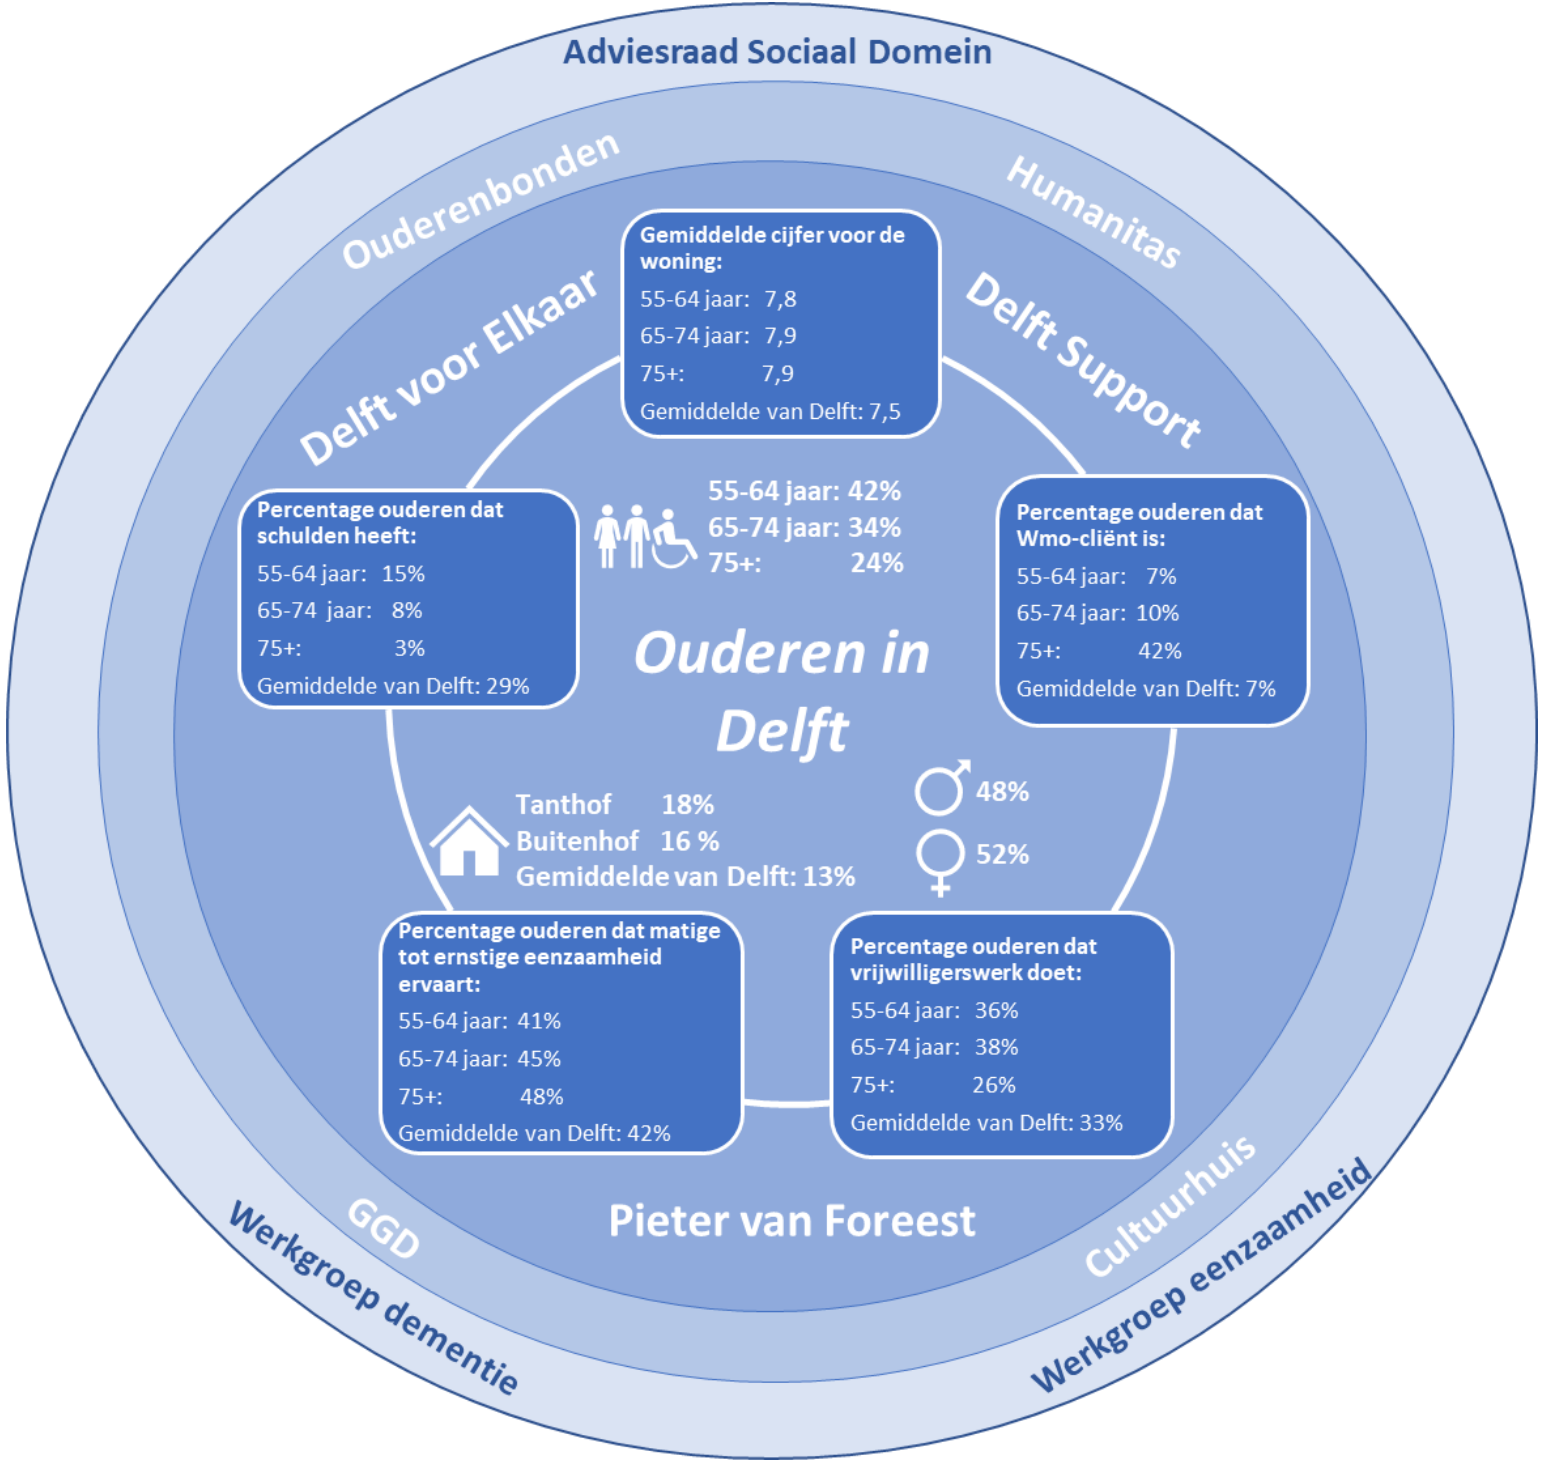 Adviesraad Sociaal Domein
Ouderenbonden
Humanitas
Delft voor Elkaar
Delft Support
Gemiddelde cijfer voor de
woning:
55-64 jaar: 7,8
65-74 jaar: 7,9
75+: 7,9
Gemiddelde van Delft: 7,5
55-64 jaar: 42%
65-74 jaar: 34%
75+: 24%
Percentage ouderen dat
schulden heeft:
55-64 jaar: 15%
65-74 jaar: 8%
75+: 3%
Gemiddelde van Delft: 29%
Percentage ouderen dat
Wmo-cliënt is:
55-64 jaar: 7%
65-74 jaar: 10%
75+: 42%
Gemiddelde van Delft: 7%
Ouderen in
Delft
Tanthof 18%
Buitenhof 16 %
Gemiddelde van Delft: 13%
48%
52%
Percentage ouderen dat matige
tot ernstige eenzaamheid
ervaart:
55-64 jaar: 41%
65-74 jaar: 45%
75+: 48%
Gemiddelde van Delft: 42%
Percentage ouderen dat
vrijwilligerswerk doet:
55-64 jaar: 36%
65-74 jaar: 38%
75+: 26%
Gemiddelde van Delft: 33%
Pieter van Foreest
GGD
Cultuurhuis
Werkgroep dementie
Werkgroep eenzaamheid